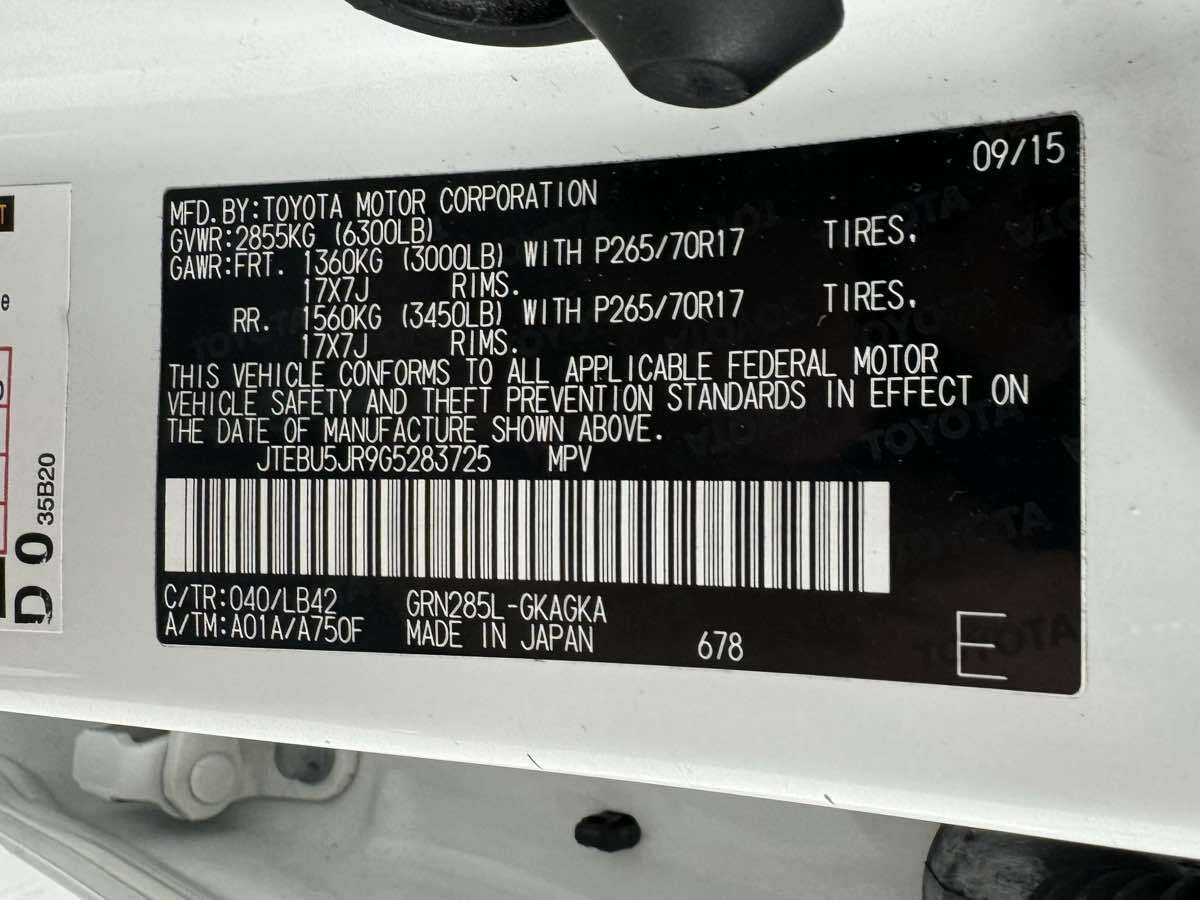 09/15
MFD.BY:TOYOTA MOTOR CORPORATION
GVWR:2855KG (6300LB)
GAWR:FRT. 1360KG (3000LB) WITH P265/70R17 TIRES.
17X7J RIMS.
RR. 1560KG (3450LB) WITH P265/70R17 TIRES.
17X7J RIMS.
THIS VEHICLE CONFORMS TO ALL APPLICABLE FEDERAL MOTOR
VEHICLE SAFETY AND THEFT PREVENTION STANDARDS IN EFFECT ON
THE DATE OF MANUFACTURE SHOWN ABOVE.
JTEBU5JR9G5283725 MPV
C/TR:040/LB42 GRN285L-GKAGKA
A/TM:A01A/A750F MADE IN JAPAN 678
E
D0 35B20